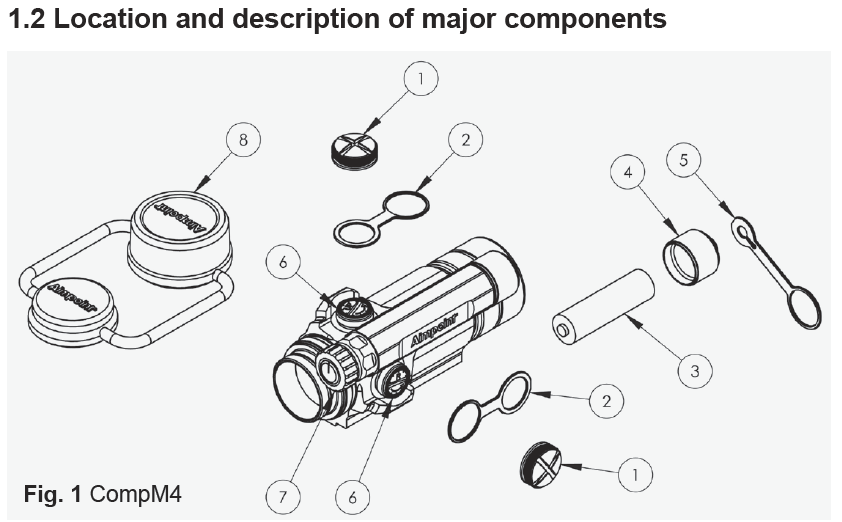 1.2 Location and description of major components
1
8
2
5
4
Aimpoint
6
Aimpoint
Aimpoint
3
2
1
7
6
Fig. 1 CompM4